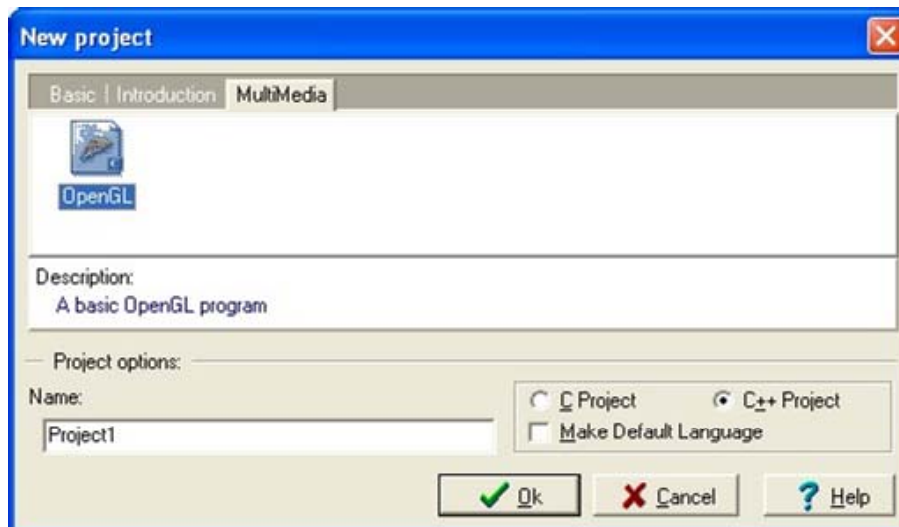 New project
Basic | Introduction MultiMedia
OpenGL
Description:
A basic OpenGL program
Project options:
Name:
C Project C++ Project
Project1
Make Default Language
Ok Cancel Help